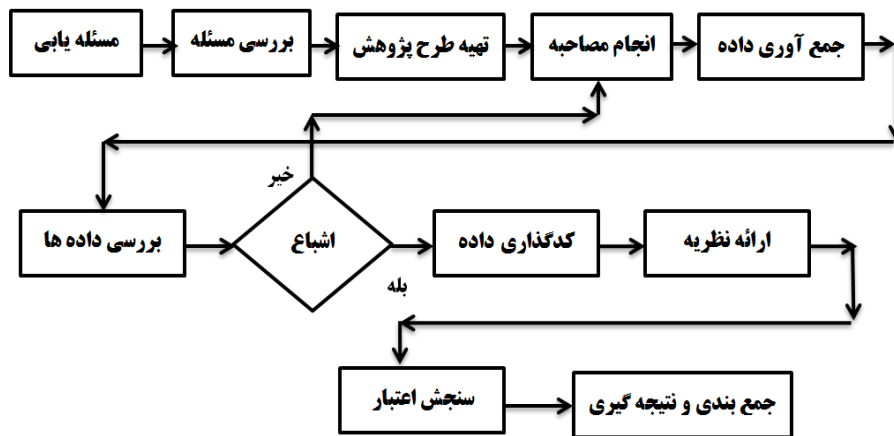 مسئله یابی
بررسی مسئله
تهیه طرح پژوهش
انجام مصاحبه
جمع آوری داده
خیر
بررسی داده ها
اشباع
بله
کدگذاری داده
ارائه نظریه
سنجش اعتبار
جمع بندی و نتیجه گیری